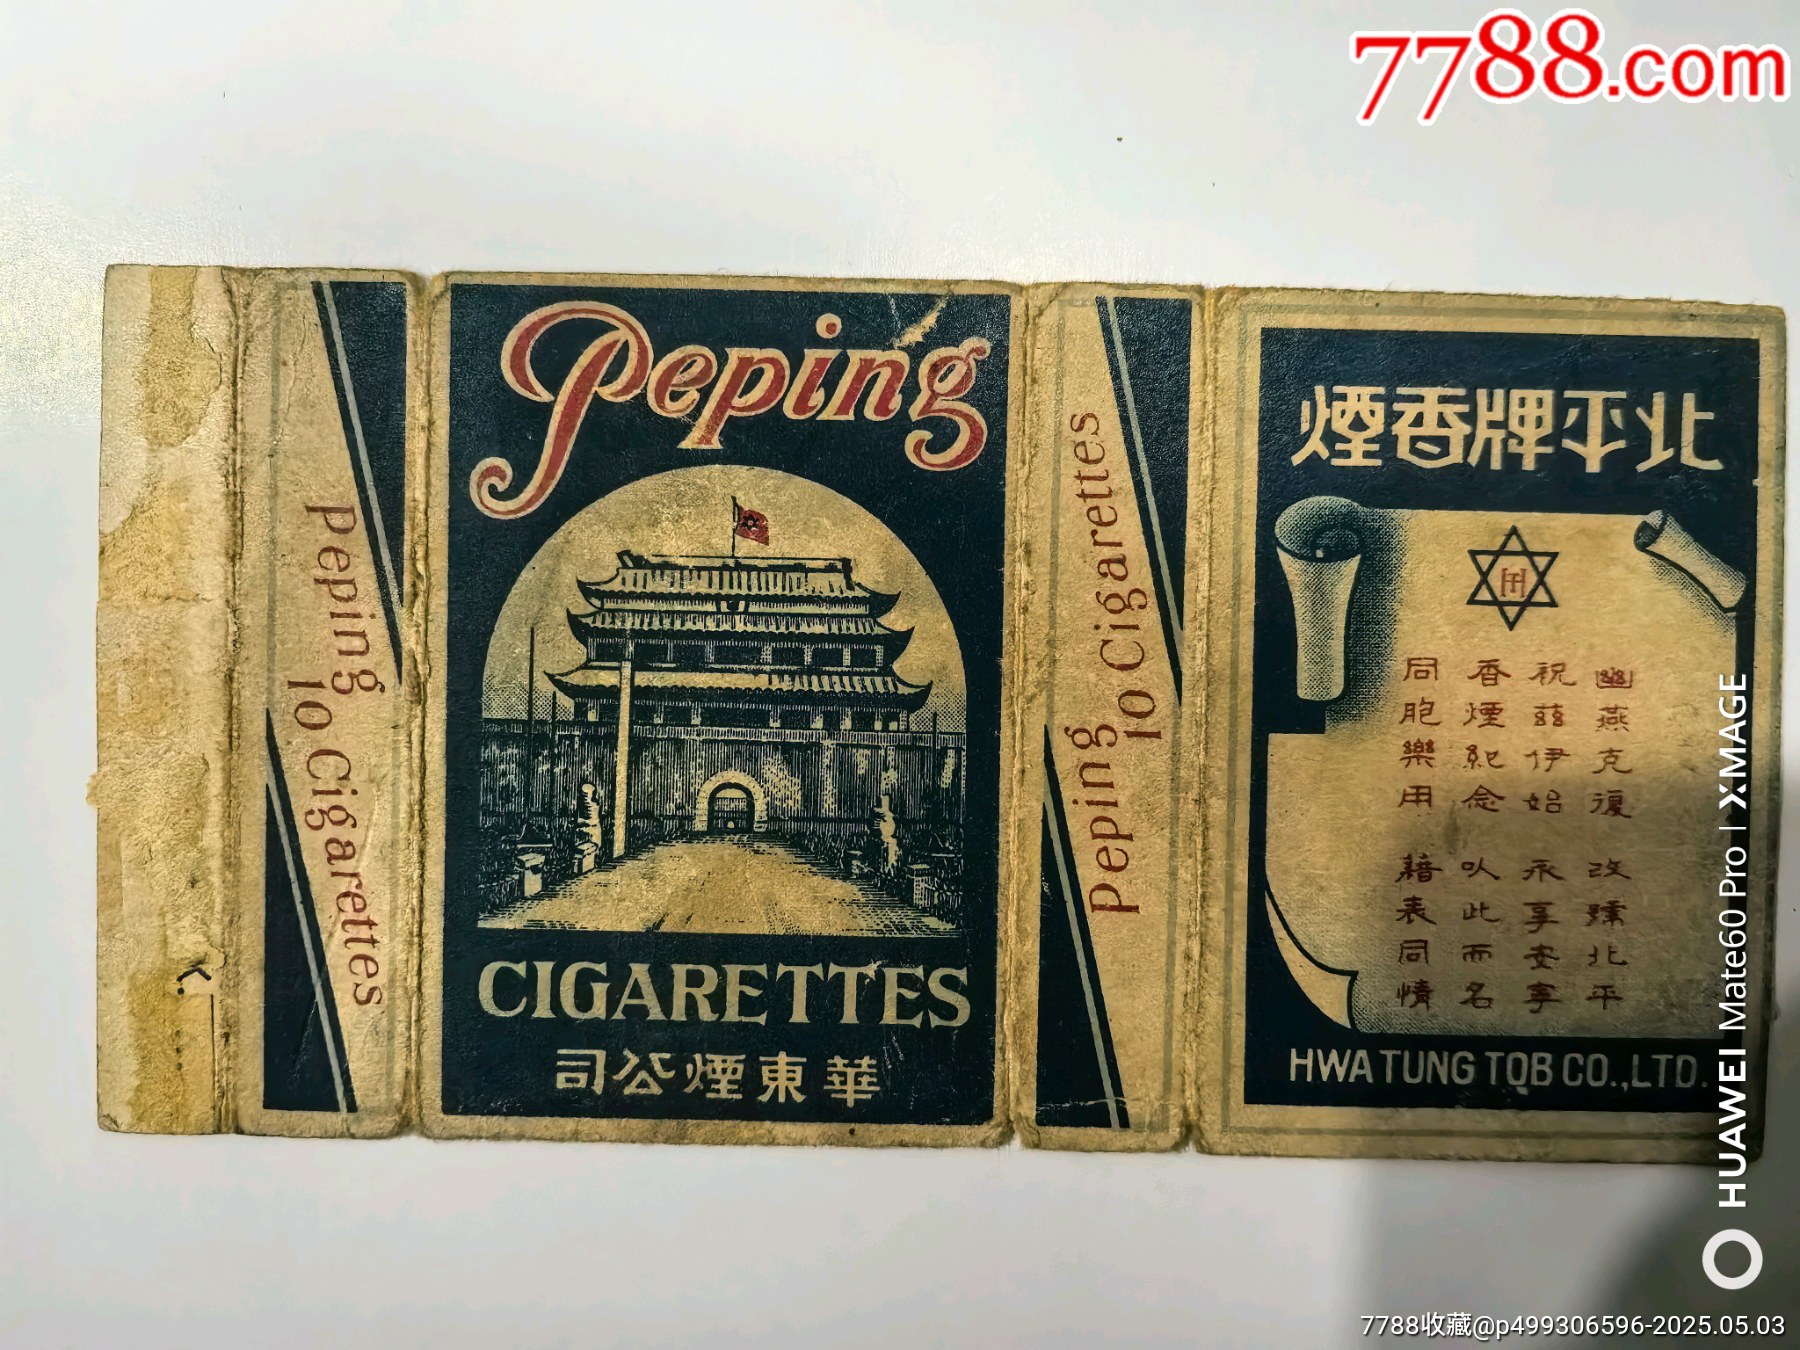 7788.com
Peping
CIGARETTES
華東煙公司
Peping
10 Cigarettes
Peping
10 Cigarettes
北平牌香煙
幽燕克復 改北平
祝茲伊始 永享安寧
香煙紀念 以此而名
同胞樂用 藉表同情
HWA TUNG TOB CO.,LTD.
HUAWEI Mate60 Pro | XMAGE
7788收藏@p499306596-2025.05.03